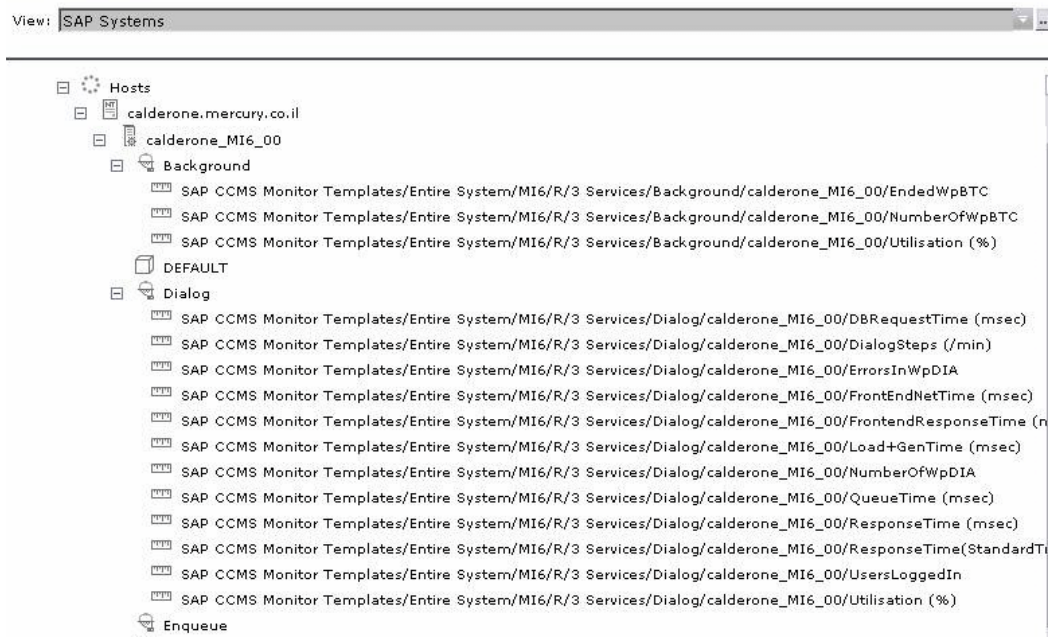 View: SAP Systems
...
Hosts
NT
calderone.mercury.co.il
calderone_MI6_00
Background
SAP CCMS Monitor Templates/Entire System/MI6/R/3 Services/Background/calderone_MI6_00/EndedWpBTC
SAP CCMS Monitor Templates/Entire System/MI6/R/3 Services/Background/calderone_MI6_00/NumberOfWpBTC
SAP CCMS Monitor Templates/Entire System/MI6/R/3 Services/Background/calderone_MI6_00/Utilisation (%)
DEFAULT
Dialog
SAP CCMS Monitor Templates/Entire System/MI6/R/3 Services/Dialog/calderone_MI6_00/DBRequestTime (msec)
SAP CCMS Monitor Templates/Entire System/MI6/R/3 Services/Dialog/calderone_MI6_00/DialogSteps (/min)
SAP CCMS Monitor Templates/Entire System/MI6/R/3 Services/Dialog/calderone_MI6_00/ErrorsInWpDIA
SAP CCMS Monitor Templates/Entire System/MI6/R/3 Services/Dialog/calderone_MI6_00/FrontEndNetTime (msec)
SAP CCMS Monitor Templates/Entire System/MI6/R/3 Services/Dialog/calderone_MI6_00/FrontendResponseTime (n
SAP CCMS Monitor Templates/Entire System/MI6/R/3 Services/Dialog/calderone_MI6_00/Load+GenTime (msec)
SAP CCMS Monitor Templates/Entire System/MI6/R/3 Services/Dialog/calderone_MI6_00/NumberOfWpDIA
SAP CCMS Monitor Templates/Entire System/MI6/R/3 Services/Dialog/calderone_MI6_00/QueueTime (msec)
SAP CCMS Monitor Templates/Entire System/MI6/R/3 Services/Dialog/calderone_MI6_00/ResponseTime (msec)
SAP CCMS Monitor Templates/Entire System/MI6/R/3 Services/Dialog/calderone_MI6_00/ResponseTime(StandardTi
SAP CCMS Monitor Templates/Entire System/MI6/R/3 Services/Dialog/calderone_MI6_00/UsersLoggedIn
SAP CCMS Monitor Templates/Entire System/MI6/R/3 Services/Dialog/calderone_MI6_00/Utilisation (%)
Enqueue